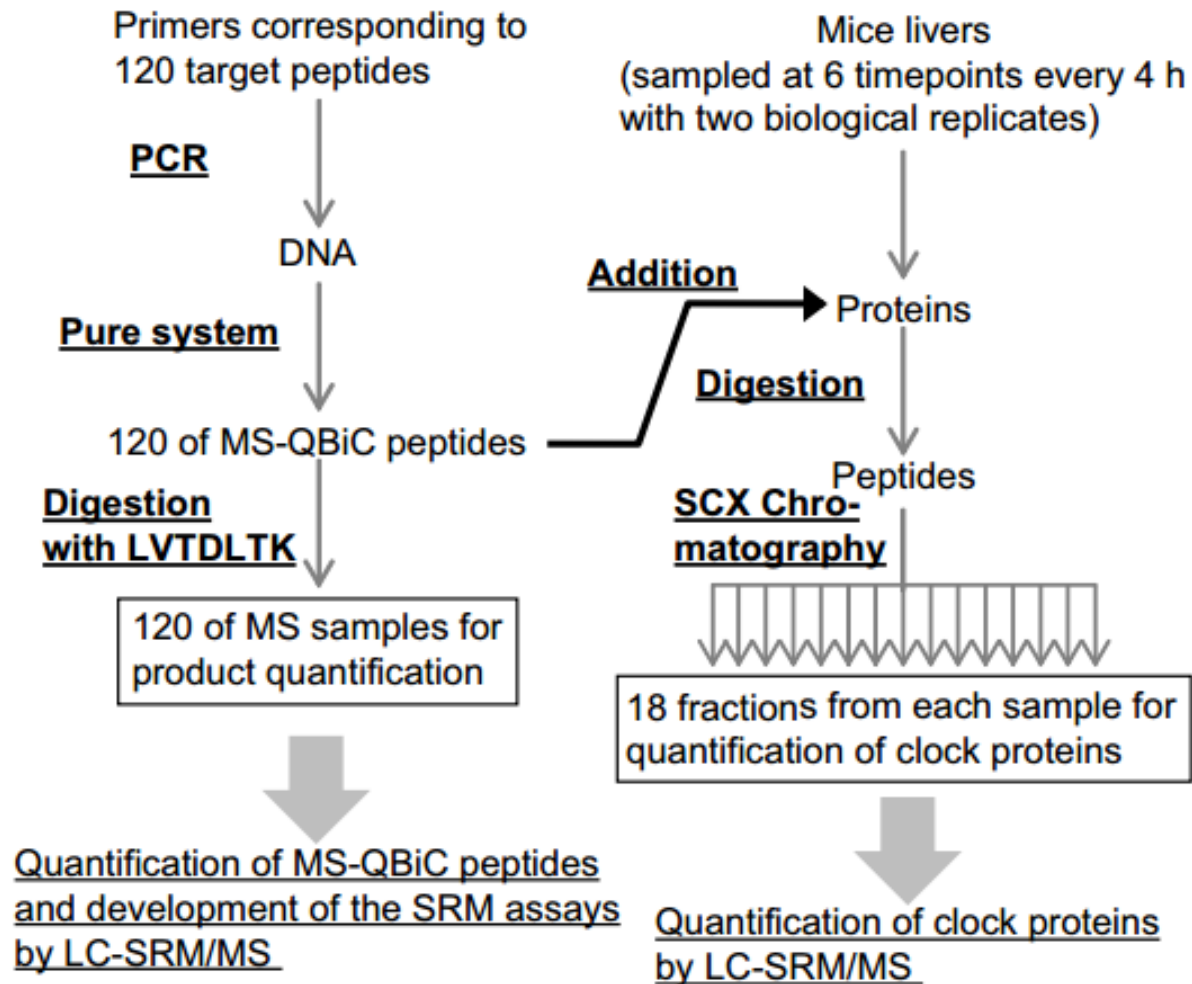 Primers corresponding to
120 target peptides
PCR
DNA
Pure system
120 of MS-QBiC peptides
Digestion
with LVTDLTK
120 of MS samples for
product quantification
Quantification of MS-QBiC peptides
and development of the SRM assays
by LC-SRM/MS
Mice livers
(sampled at 6 timepoints every 4 h
with two biological replicates)
Addition
Proteins
Digestion
Peptides
SCX Chro-
matography
18 fractions from each sample for
quantification of clock proteins
Quantification of clock proteins
by LC-SRM/MS